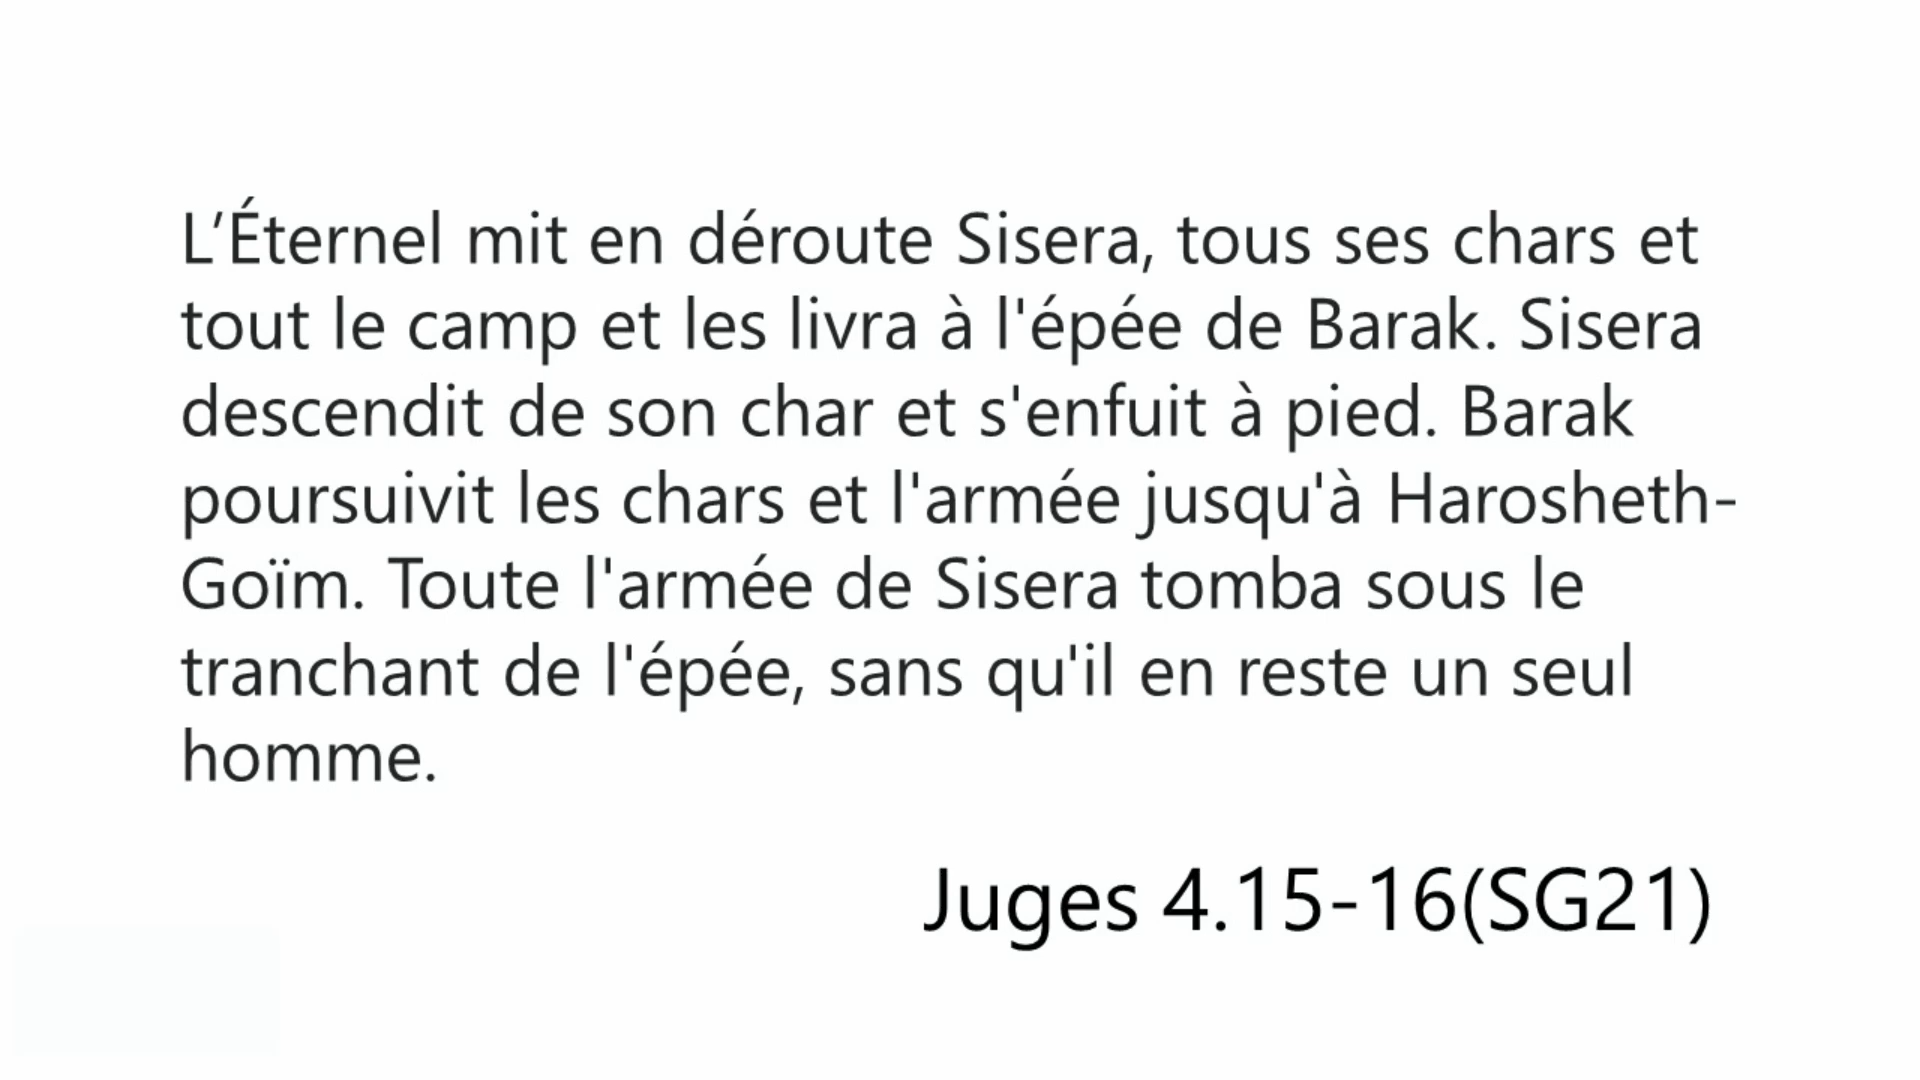 L’Éternel mit en déroute Sisera, tous ses chars et
tout le camp et les livra à l'épée de Barak. Sisera
descendit de son char et s'enfuit à pied. Barak
poursuivit les chars et l'armée jusqu'à Harosheth-
Goïm. Toute l'armée de Sisera tomba sous le
tranchant de l'épée, sans qu'il en reste un seul
homme.
Juges 4.15-16(SG21)